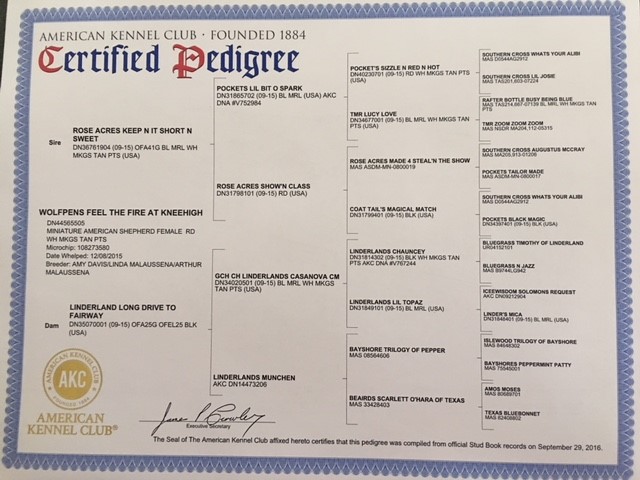 AMERICAN KENNEL CLUB • FOUNDED 1884
Certified Pedigree
Sire
ROSE ACRES KEEP N IT SHORT N
SWEET
DN36761904 (09-15) OFA41G BL MRL WH
MKGS TAN PTS (USA)
WOLFPENS FEEL THE FIRE AT KNEEHIGH
DN44565505
MINIATURE AMERICAN SHEPHERD FEMALE RD
WH MKGS TAN PTS
Microchip: 108273580
Date Whelped: 12/08/2015
Breeder: AMY DAVIS/LINDA MALAUSSENA/ARTHUR
MALAUSSENA
Dam
LINDERLAND LONG DRIVE TO
FAIRWAY
DN35070001 (09-15) OFA25G OFEL25 BLK
(USA)
POCKETS LIL BIT O SPARK
DN31865702 (09-15) BL MRL (USA) AKC
DNA #V752984
ROSE ACRES SHOW'N CLASS
DN31798101 (09-15) RD (USA)
GCH CH LINDERLANDS CASANOVA CM
DN34020501 (09-15) BL MRL WH MKGS
TAN PTS (USA)
LINDERLANDS MUNCHEN
AKC DN14473206
POCKET'S SIZZLE N RED N HOT
DN40230701 (09-15) RD WH MKGS TAN PTS
(USA)
TMR LUCY LOVE
DN34677001 (09-15) BL MRL WH MKGS TAN
PTS (USA)
ROSE ACRES MADE 4 STEAL'N THE SHOW
MAS ASDM-MN-0800019
COAT TAIL'S MAGICAL MATCH
DN31799401 (09-15) BLK (USA)
LINDERLANDS CHAUNCEY
DN31814302 (09-15) BLK WH MKGS TAN
PTS AKC DNA #V767244
LINDERLANDS LIL TOPAZ
DN31849101 (09-15) BL MRL (USA)
BAYSHORE TRILOGY OF PEPPER
MAS 08564606
BEAIRDS SCARLETT O'HARA OF TEXAS
MAS 33428403
SOUTHERN CROSS WHATS YOUR ALIBI
MAS D0544AG2912
SOUTHERN CROSS LIL JOSIE
MAS TAS201,603-07224
RAFTER BOTTLE BUSY BEING BLUE
MAS TAS214,667-07139 BL MRL WH MKGS TAN
PTS
TMR ZOOM ZOOM ZOOM
MAS NSDR MA204,112-05315
SOUTHERN CROSS AUGUSTUS MCCRAY
MAS MA205,913-01206
POCKETS TAILOR MADE
MAS ASDM-MN-0800017
SOUTHERN CROSS WHATS YOUR ALIBI
MAS D0544AG2912
POCKETS BLACK MAGIC
DN34397401 (09-15) BLK (USA)
BLUEGRASS TIMOTHY OF LINDERLAND
UR04152101
BLUEGRASS N JAZZ
MAS B9744LG942
ICEEWISDOM SOLOMONS REQUEST
AKC DN09212904
LINDER'S MICA
DN31848401 (09-15) BL MRL (USA)
ISLEWOOD TRILOGY OF BAYSHORE
MAS 84648302
BAYSHORES PEPPERMINT PATTY
MAS 75545001
AMOS MOSES
MAS 80689701
TEXAS BLUEBONNET
MAS 62408802
AMERICAN KENNEL CLUB
AKC
FOUNDED 1884
AMERICAN
KENNEL CLUB®
Executive Secretary
The Seal of The American Kennel Club affixed hereto certifies that this pedigree was compiled from official Stud Book records on September 29, 2016.